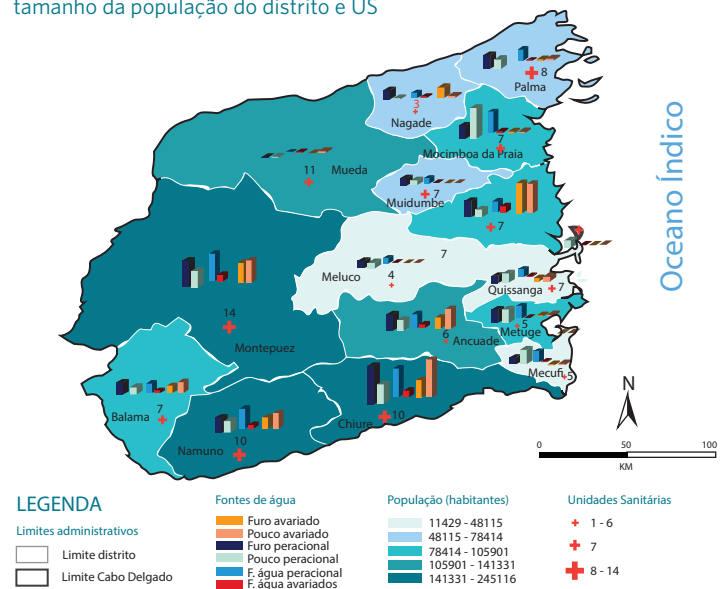 tamanho da população do distrito e US
8
Palma
3
Nagade
7
Mocimboa da Praia
11
Mueda
7
Muidumbe
7
7
Meluco
4
Quissanga
7
5
Metuge
6
Ancuade
Mecufi
5
14
Montepuez
Balama
7
Namuno
10
Chiure
10
Oceano Índico
N
0
50
100
KM
LEGENDA
Limites administrativos
Limite distrito
Limite Cabo Delgado
Fontes de água
Furo avariado
Pouco avariado
Furo peracional
Pouco peracional
F. água peracional
F. água avariados
População (habitantes)
11429 - 48115
48115 - 78414
78414 - 105901
105901 - 141331
141331 - 245116
Unidades Sanitárias
1 - 6
7
8 - 14